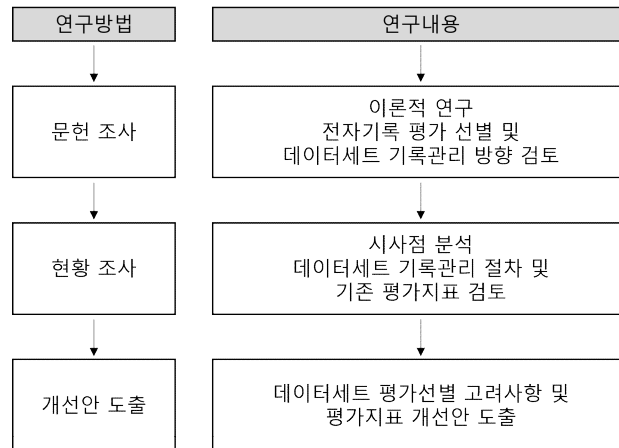 연구방법
연구내용
문헌 조사
이론적 연구
전자기록 평가 선별 및
데이터세트 기록관리 방향 검토
현황 조사
시사점 분석
데이터세트 기록관리 절차 및
기존 평가지표 검토
개선안 도출
데이터세트 평가선별 고려사항 및
평가지표 개선안 도출